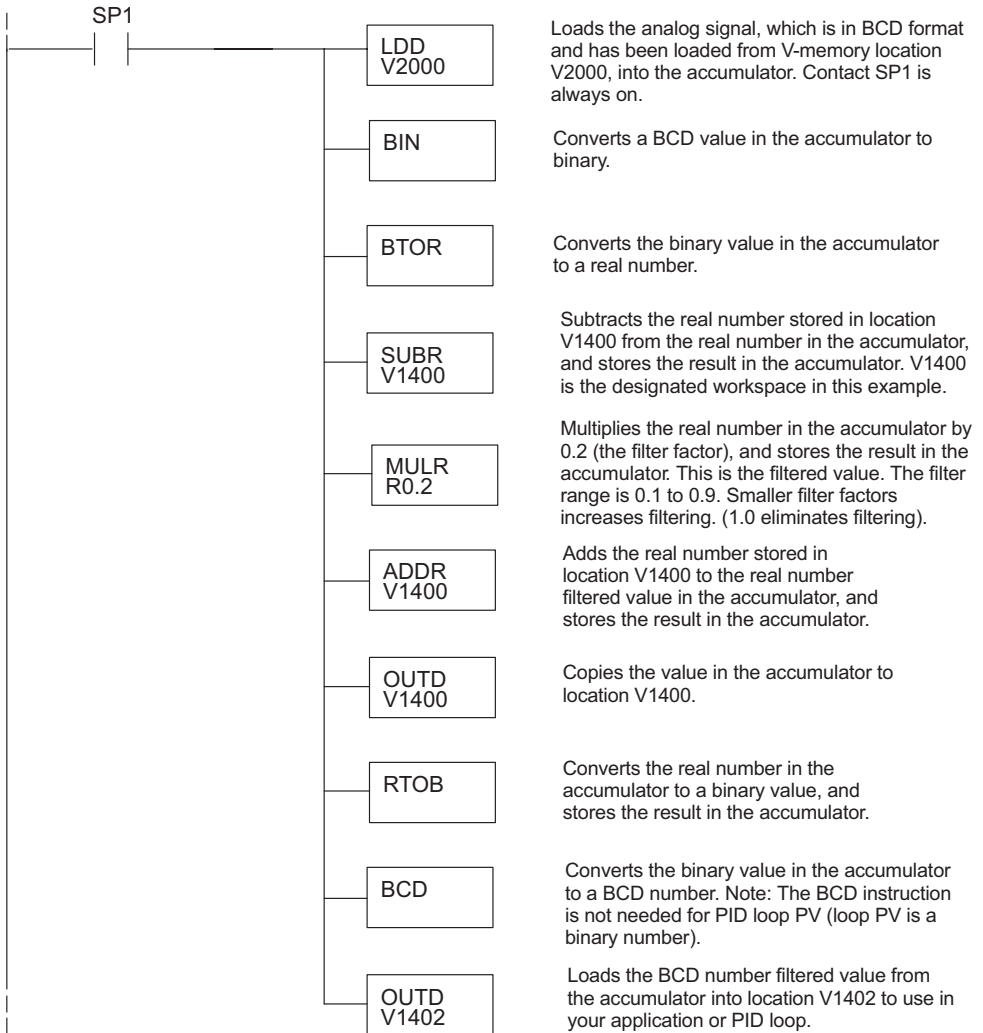 SP1
LDD
V2000
Loads the analog signal, which is in BCD format
and has been loaded from V-memory location
V2000, into the accumulator. Contact SP1 is
always on.
BIN
Converts a BCD value in the accumulator to
binary.
BTOR
Converts the binary value in the accumulator
to a real number.
SUBR
V1400
Subtracts the real number stored in location
V1400 from the real number in the accumulator,
and stores the result in the accumulator. V1400
is the designated workspace in this example.
MULR
R0.2
Multiplies the real number in the accumulator by
0.2 (the filter factor), and stores the result in the
accumulator. This is the filtered value. The filter
range is 0.1 to 0.9. Smaller filter factors
increases filtering. (1.0 eliminates filtering).
ADDR
V1400
Adds the real number stored in
location V1400 to the real number
filtered value in the accumulator, and
stores the result in the accumulator.
OUTD
V1400
Copies the value in the accumulator to
location V1400.
RTOB
Converts the real number in the
accumulator to a binary value, and
stores the result in the accumulator.
BCD
Converts the binary value in the accumulator
to a BCD number. Note: The BCD instruction
is not needed for PID loop PV (loop PV is a
binary number).
OUTD
V1402
Loads the BCD number filtered value from
the accumulator into location V1402 to use in
your application or PID loop.